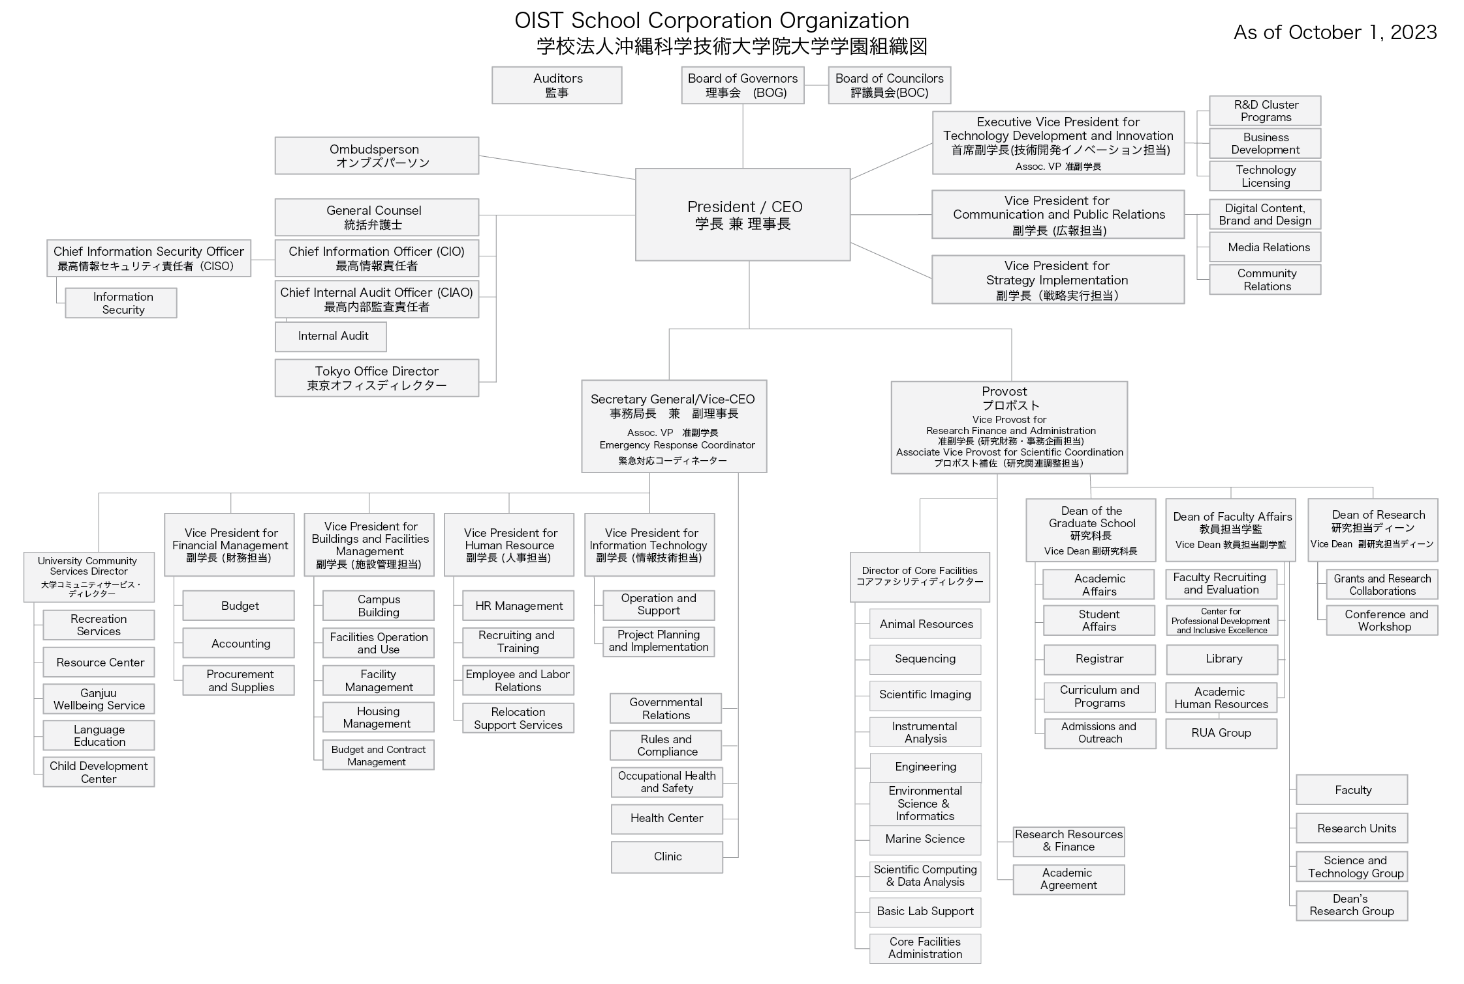 OIST School Corporation Organization
学校法人沖縄科学技術大学院大学学園組織図
As of October 1, 2023
Auditors
監事
Board of Governors
理事会　(BOG)
Board of Councilors
評議員会(BOC)
Ombudsperson
オンブズパーソン
General Counsel
統括弁護士
Chief Information Security Officer
最高情報セキュリティ責任者（CISO）
Information
Security
Chief Information Officer (CIO)
最高情報責任者
Chief Internal Audit Officer (CIAO)
最高内部監査責任者
Internal Audit
Tokyo Office Director
東京オフィスディレクター
President / CEO
学長 兼 理事長
Executive Vice President for
Technology Development and Innovation
首席副学長(技術開発イノベーション担当)
Assoc. VP 准副学長
R&D Cluster
Programs
Business
Development
Technology
Licensing
Vice President for
Communication and Public Relations
副学長 (広報担当)
Digital Content,
Brand and Design
Media Relations
Community
Relations
Vice President for
Strategy Implementation
副学長（戦略実行担当）
Secretary General/Vice-CEO
事務局長　兼　副理事長
Assoc. VP　准副学長
Emergency Response Coordinator
緊急対応コーディネーター
Provost
プロボスト
Vice Provost for
Research Finance and Administration
准副学長 (研究財務・事務企画担当)
Associate Vice Provost for Scientific Coordination
プロボスト補佐（研究関連調整担当）
University Community
Services Director
大学コミュニティサービス・
ディレクター
Recreation
Services
Resource Center
Ganjuu
Wellbeing Service
Language
Education
Child Development
Center
Vice President for
Financial Management
副学長 (財務担当)
Budget
Accounting
Procurement
and Supplies
Vice President for
Buildings and Facilities
Management
副学長 (施設管理担当)
Campus
Building
Facilities Operation
and Use
Facility
Management
Housing
Management
Budget and Contract
Management
Vice President for
Human Resource
副学長 (人事担当)
HR Management
Recruiting and
Training
Employee and Labor
Relations
Relocation
Support Services
Vice President for
Information Technology
副学長 (情報技術担当)
Operation and
Support
Project Planning
and Implementation
Governmental
Relations
Rules and
Compliance
Occupational Health
and Safety
Health Center
Clinic
Director of Core Facilities
コアファシリティディレクター
Animal Resources
Sequencing
Scientific Imaging
Instrumental
Analysis
Engineering
Environmental
Science &
Informatics
Marine Science
Scientific Computing
& Data Analysis
Basic Lab Support
Core Facilities
Administration
Research Resources
& Finance
Academic
Agreement
Dean of the
Graduate School
研究科長
Vice Dean 副研究科長
Academic
Affairs
Student
Affairs
Registrar
Curriculum and
Programs
Admissions and
Outreach
Dean of Faculty Affairs
教員担当学監
Vice Dean 教員担当副学監
Faculty Recruiting
and Evaluation
Center for
Professional Development
and Inclusive Excellence
Library
Academic
Human Resources
RUA Group
Faculty
Research Units
Science and
Technology Group
Dean's
Research Group
Dean of Research
研究担当ディーン
Vice Dean　副研究担当ディーン
Grants and Research
Collaborations
Conference and
Workshop